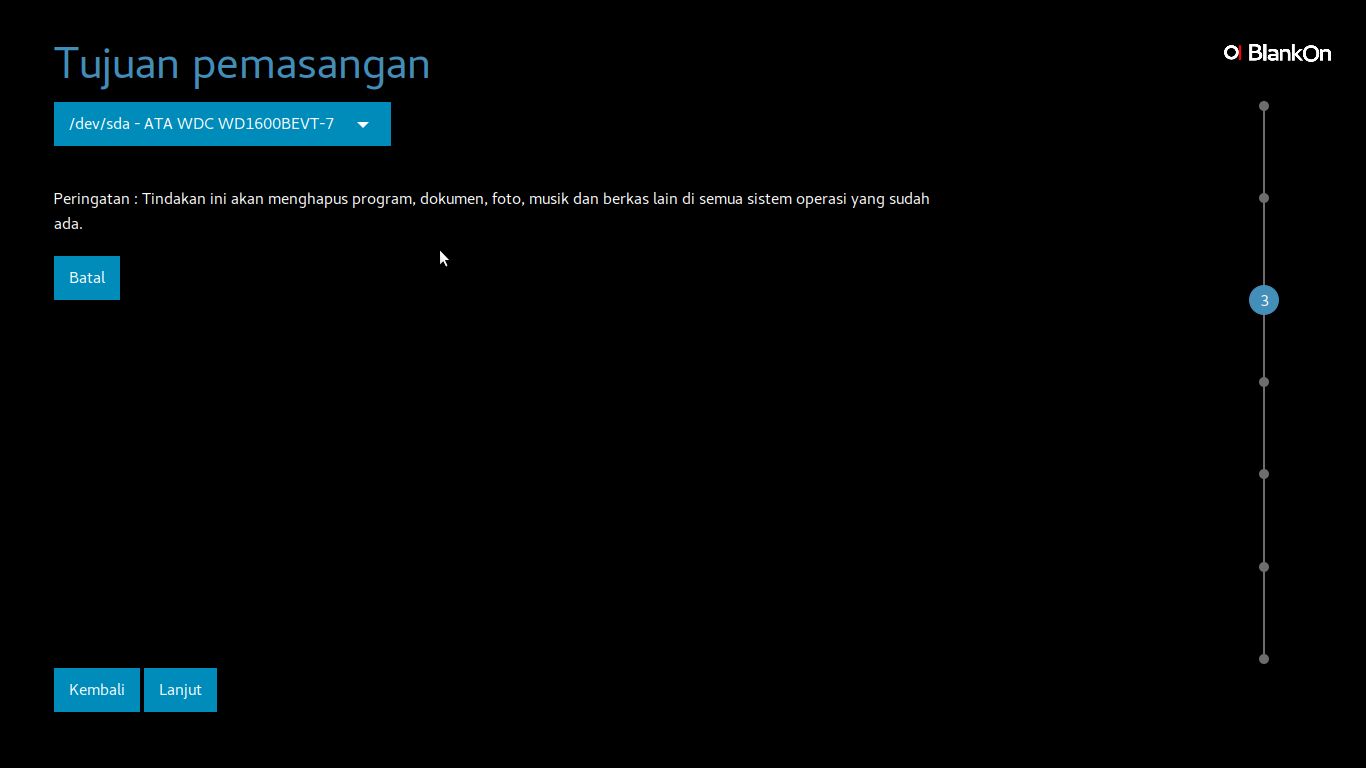 Tujuan pemasangan
BlankOn
/dev/sda - ATA WDC WD1600BEVT-7
Peringatan : Tindakan ini akan menghapus program, dokumen, foto, musik dan berkas lain di semua sistem operasi yang sudah
ada.
Batal
3
Kembali
Lanjut